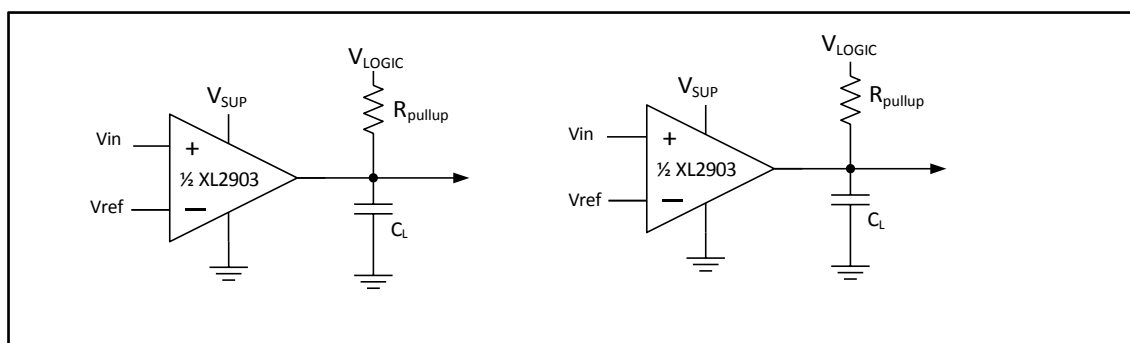 V_LOGIC
V_SUP
R_pullup
Vin
+
½ XL2903
Vref
−
C_L
V_LOGIC
V_SUP
R_pullup
Vin
+
½ XL2903
Vref
−
C_L